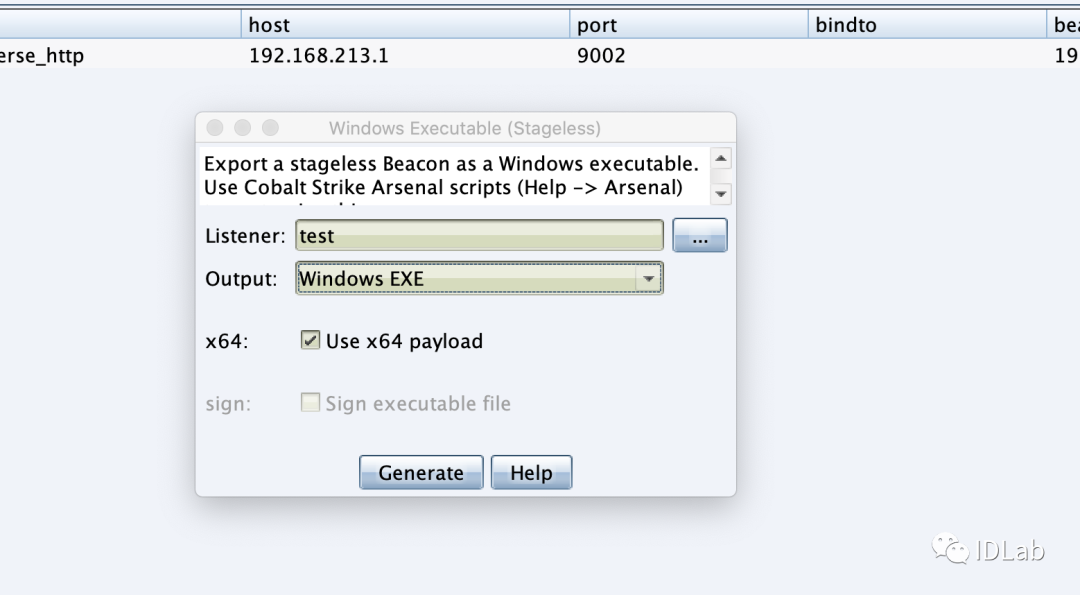 host port bindto bea
erse_http 192.168.213.1 9002 19
Windows Executable (Stageless)
Export a stageless Beacon as a Windows executable.
Use Cobalt Strike Arsenal scripts (Help -> Arsenal)
Listener: test ...
Output: Windows EXE
x64: Use x64 payload
sign: Sign executable file
Generate Help
IDLab